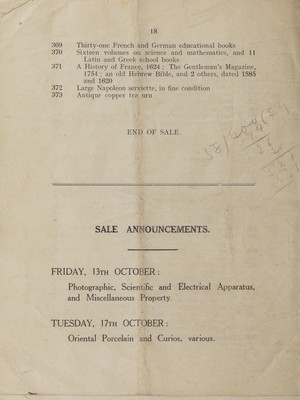 18
369 Thirty-one French and German educational books
370 Sixteen volumes on science and mathematics, and 11
Latin and Greek school books
371 A History of France, 1624; The Gentleman's Magazine,
1754; an old Hebrew Bible, and 2 others, dated 1585
and 1620
372 Large Napoleon serviette, in fine condition
373 Antique copper tea urn
END OF SALE.
SALE ANNOUNCEMENTS.
FRIDAY, 13TH OCTOBER:
Photographic, Scientific and Electrical Apparatus,
and Miscellaneous Property.
TUESDAY, 17TH OCTOBER:
Oriental Porcelain and Curios, various.